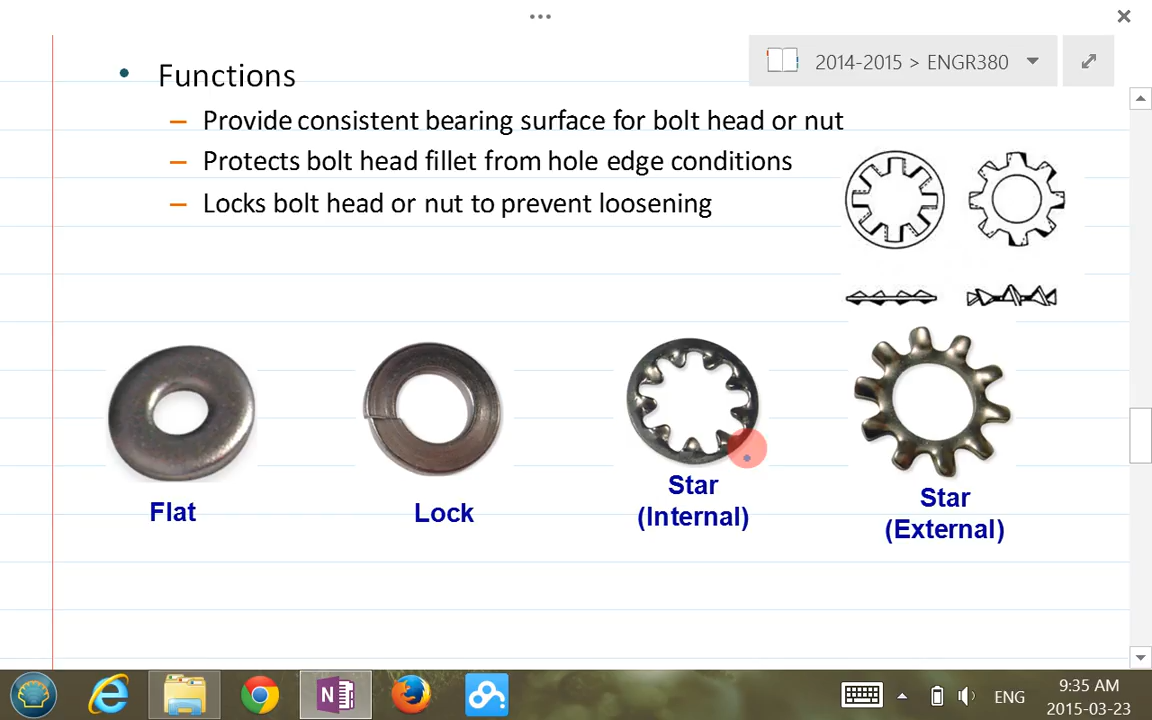 2014-2015 > ENGR380
• Functions
– Provide consistent bearing surface for bolt head or nut
– Protects bolt head fillet from hole edge conditions
– Locks bolt head or nut to prevent loosening
Flat
Lock
Star
(Internal)
Star
(External)
N
ENG
9:35 AM
2015-03-23